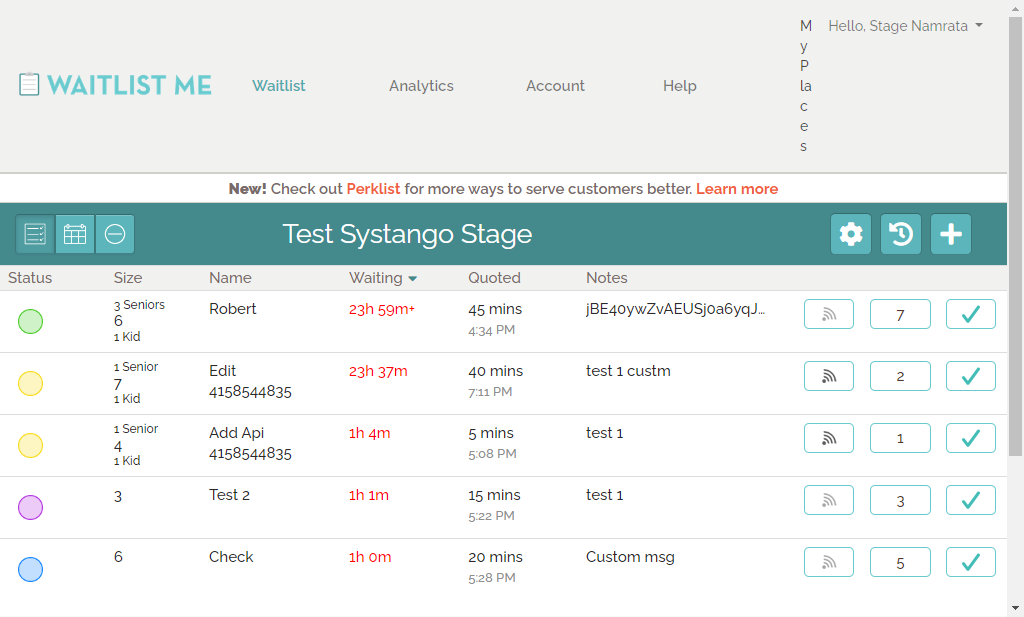 My Places
Hello, Stage Namrata
WAITLIST ME
Waitlist
Analytics
Account
Help
New! Check out Perklist for more ways to serve customers better. Learn more
Test Systango Stage
Status Size Name Waiting Quoted Notes
3 Seniors
6
1 Kid
Robert
23h 59m+
45 mins
4:34 PM
jBE40ywZvAEUSj0a6yqJ...
7
1 Senior
7
1 Kid
Edit
4158544835
23h 37m
40 mins
7:11 PM
test 1 custm
2
1 Senior
4
1 Kid
Add Api
4158544835
1h 4m
5 mins
5:08 PM
test 1
1
3
Test 2
1h 1m
15 mins
5:22 PM
test 1
3
6
Check
1h 0m
20 mins
5:28 PM
Custom msg
5